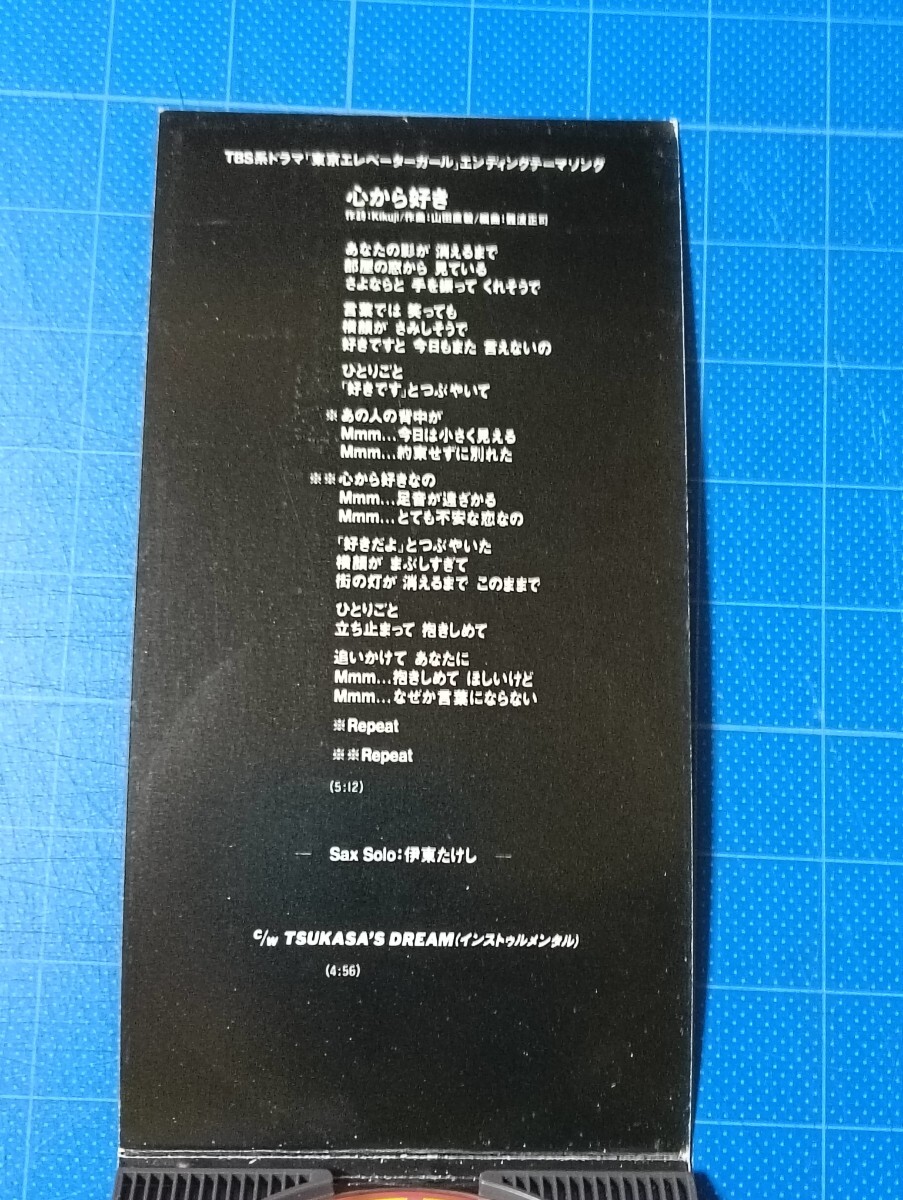 TBS系ドラマ「東京エレベーターガール」エンディングテーマソング
心から好き
作詩:Kikuji/作曲:山田直毅/編曲:難波正司
あなたの影が 消えるまで
部屋の窓から 見ている
さよならと 手を振って くれそうで
言葉では 笑っても
横顔が さみしそうで
好きですと 今日もまた 言えないの
ひとりごと
「好きです」とつぶやいて
※あの人の背中が
Mmm...今日は小さく見える
Mmm...約束せずに別れた
※※心から好きなの
Mmm...足音が遠ざかる
Mmm...とても不安な恋なの
「好きだよ」とつぶやいた
横顔が まぶしすぎて
街の灯が 消えるまで このままで
ひとりごと
立ち止まって 抱きしめて
追いかけて あなたに
Mmm...抱きしめて ほしいけど
Mmm...なぜか言葉にならない
※Repeat
※※Repeat
(5:12)
— Sax Solo:伊東たけし —
c/w TSUKASA'S DREAM(インストゥルメンタル)
(4:56)